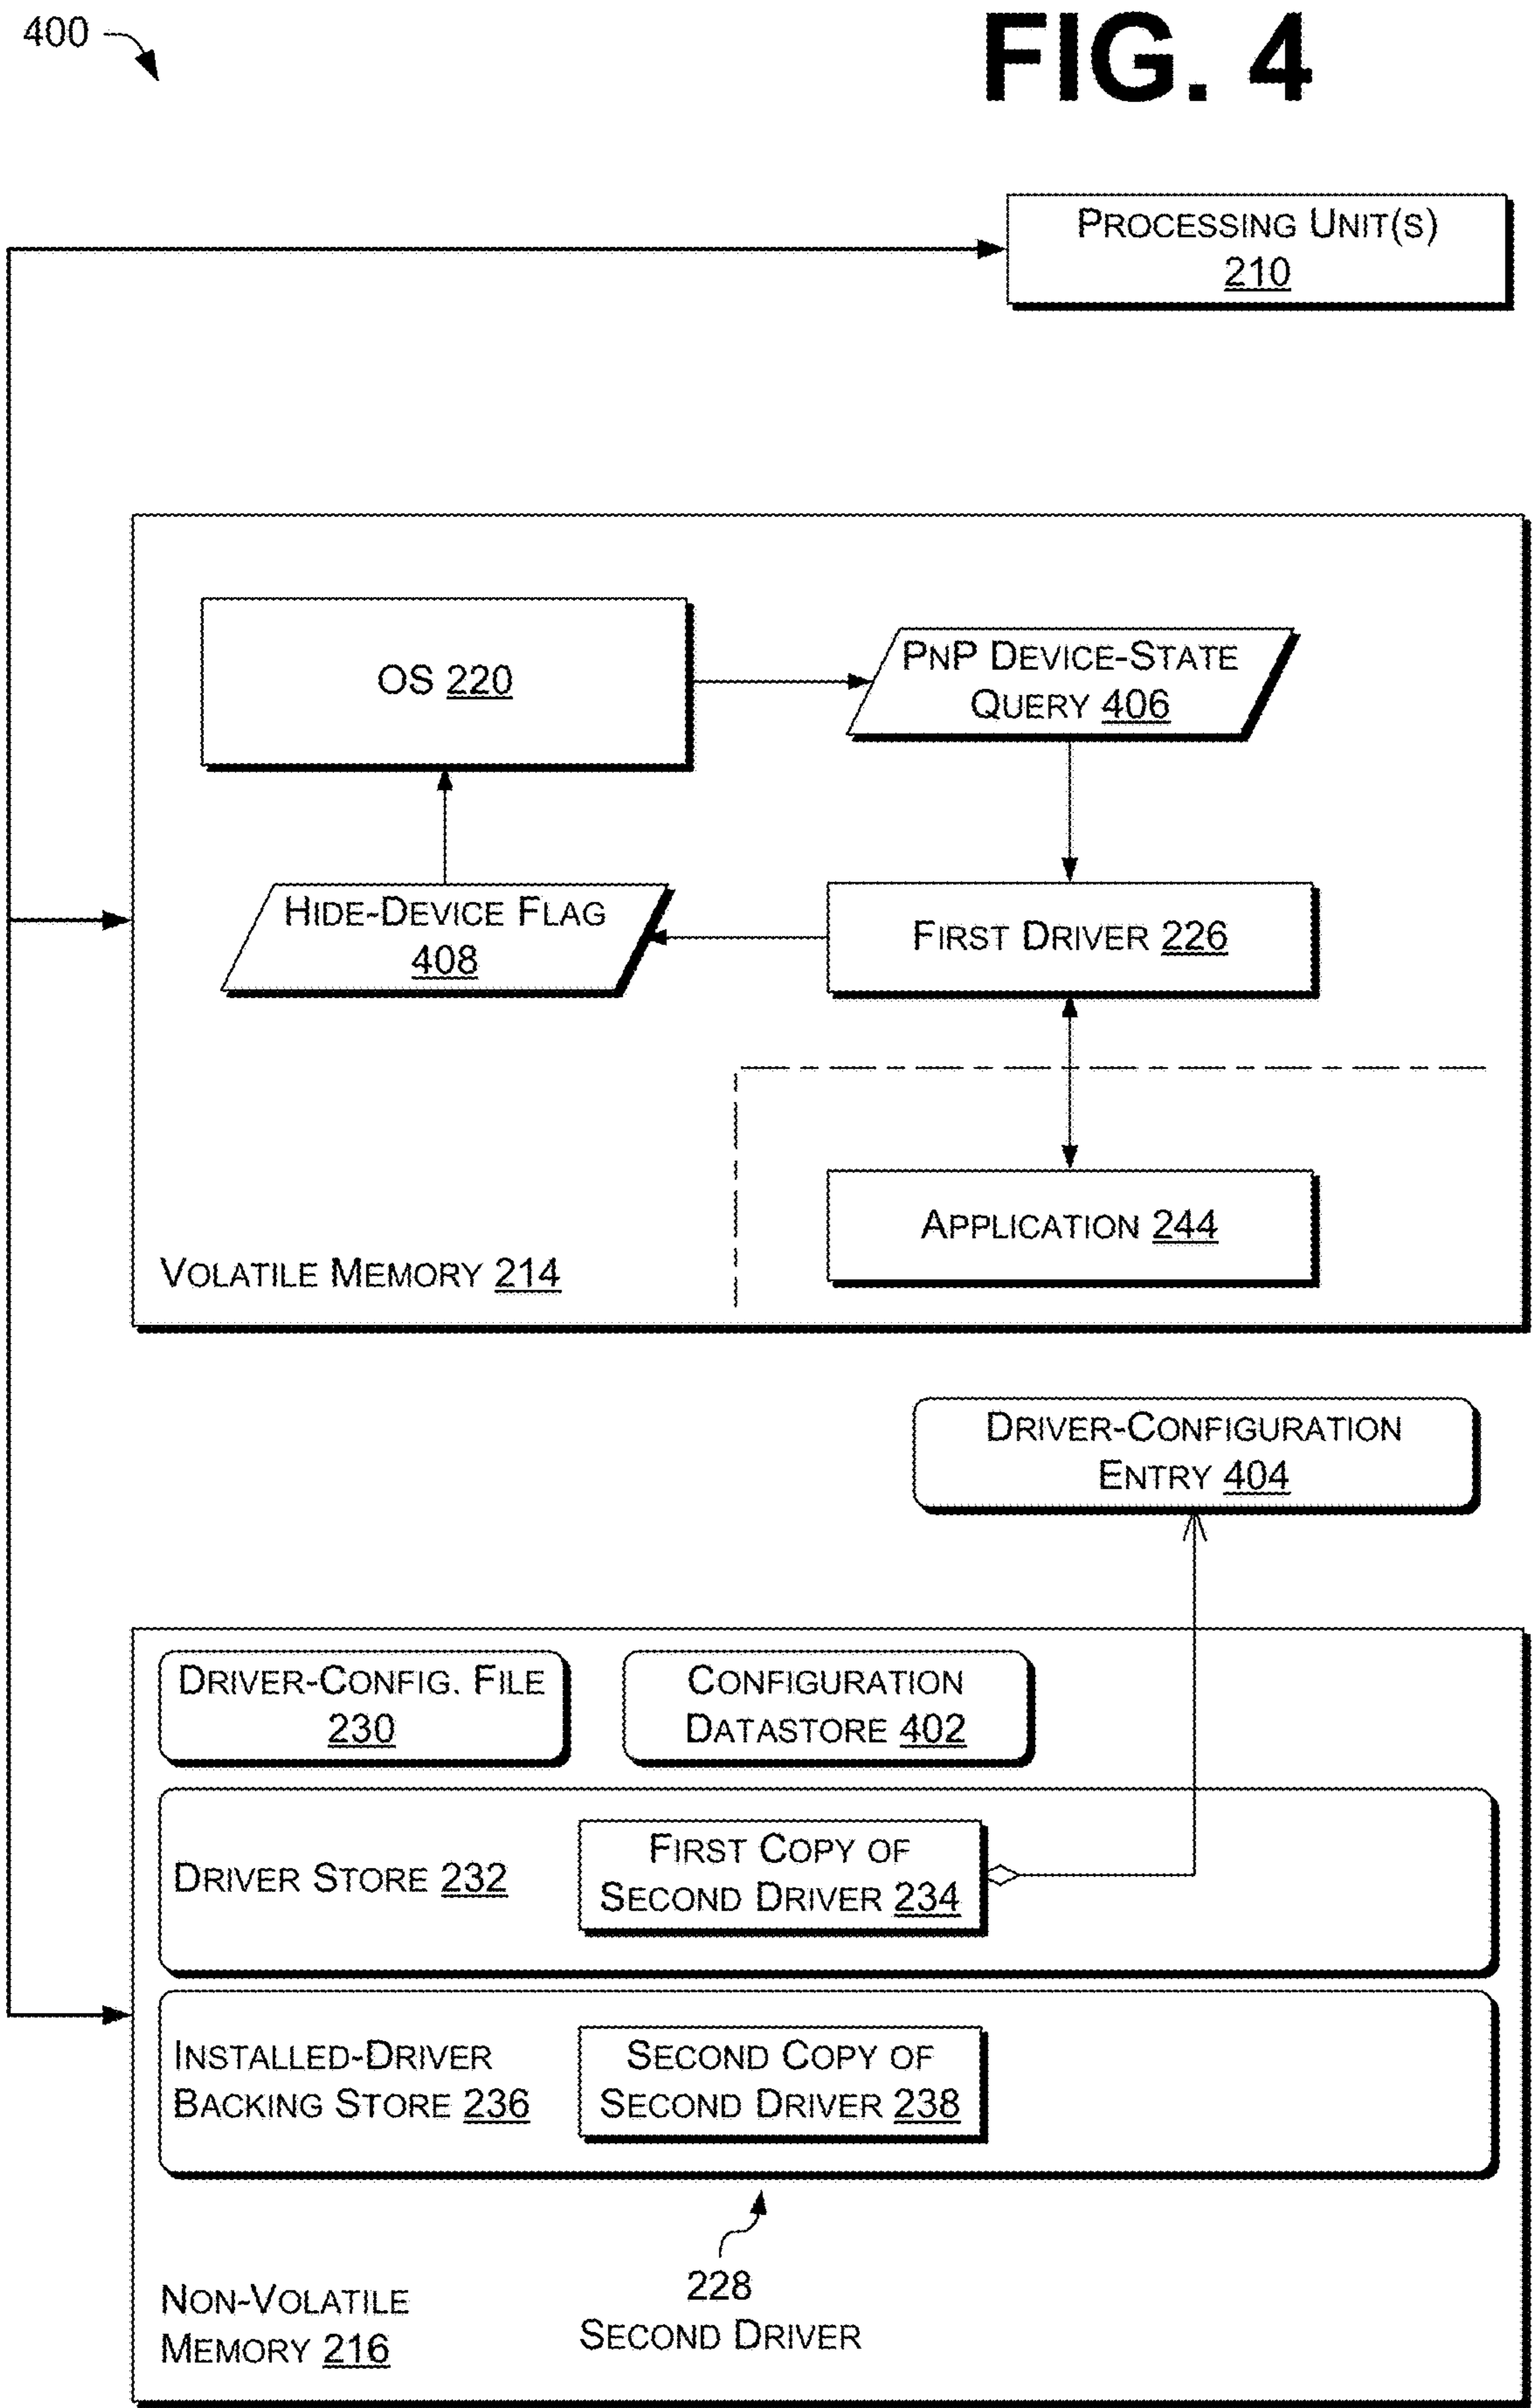 400
FIG. 4
PROCESSING UNIT(S)
210
OS 220
PNP DEVICE-STATE
QUERY 406
HIDE-DEVICE FLAG
408
FIRST DRIVER 226
APPLICATION 244
VOLATILE MEMORY 214
DRIVER-CONFIGURATION
ENTRY 404
DRIVER-CONFIG. FILE
230
CONFIGURATION
DATASTORE 402
DRIVER STORE 232
FIRST COPY OF
SECOND DRIVER 234
INSTALLED-DRIVER
BACKING STORE 236
SECOND COPY OF
SECOND DRIVER 238
228
SECOND DRIVER
NON-VOLATILE
MEMORY 216